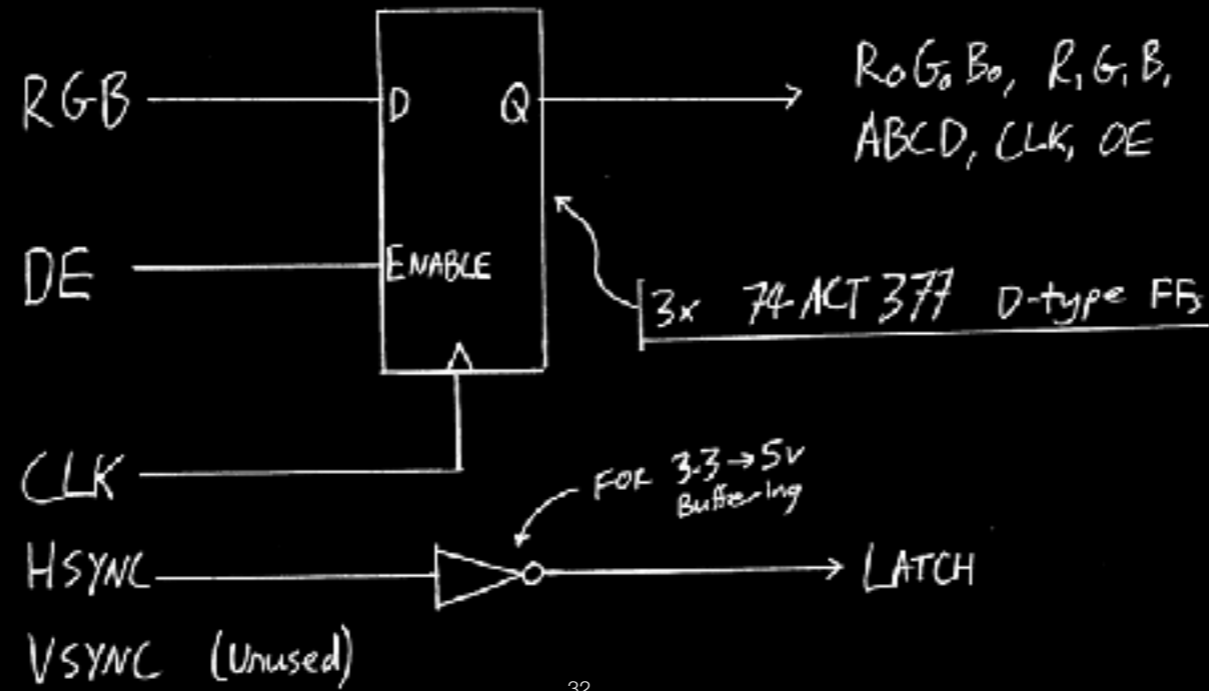 RGB
D
Q
R₀G₀B₀, R₁G₁B₁
ABCD, CLK, OE
DE
ENABLE
3x 74ACT377 D-type FFs
CLK
FOR 3.3→5v
Buffering
HSYNC
LATCH
VSYNC (Unused)
32